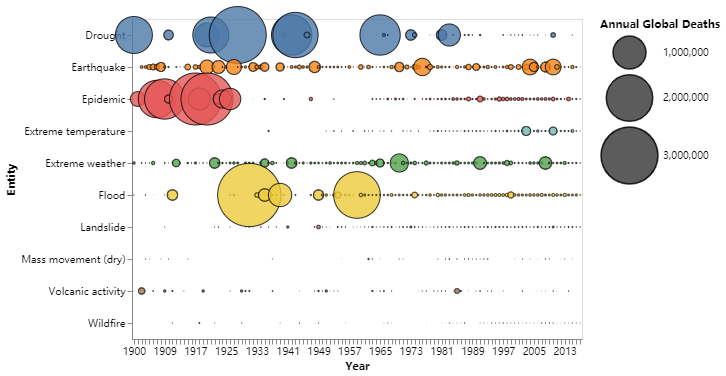 Annual Global Deaths
1,000,000
2,000,000
3,000,000
Entity
Drought
Earthquake
Epidemic
Extreme temperature
Extreme weather
Flood
Landslide
Mass movement (dry)
Volcanic activity
Wildfire
1900 1909 1917 1925 1933 1941 1949 1957 1965 1973 1981 1989 1997 2005 2013
Year